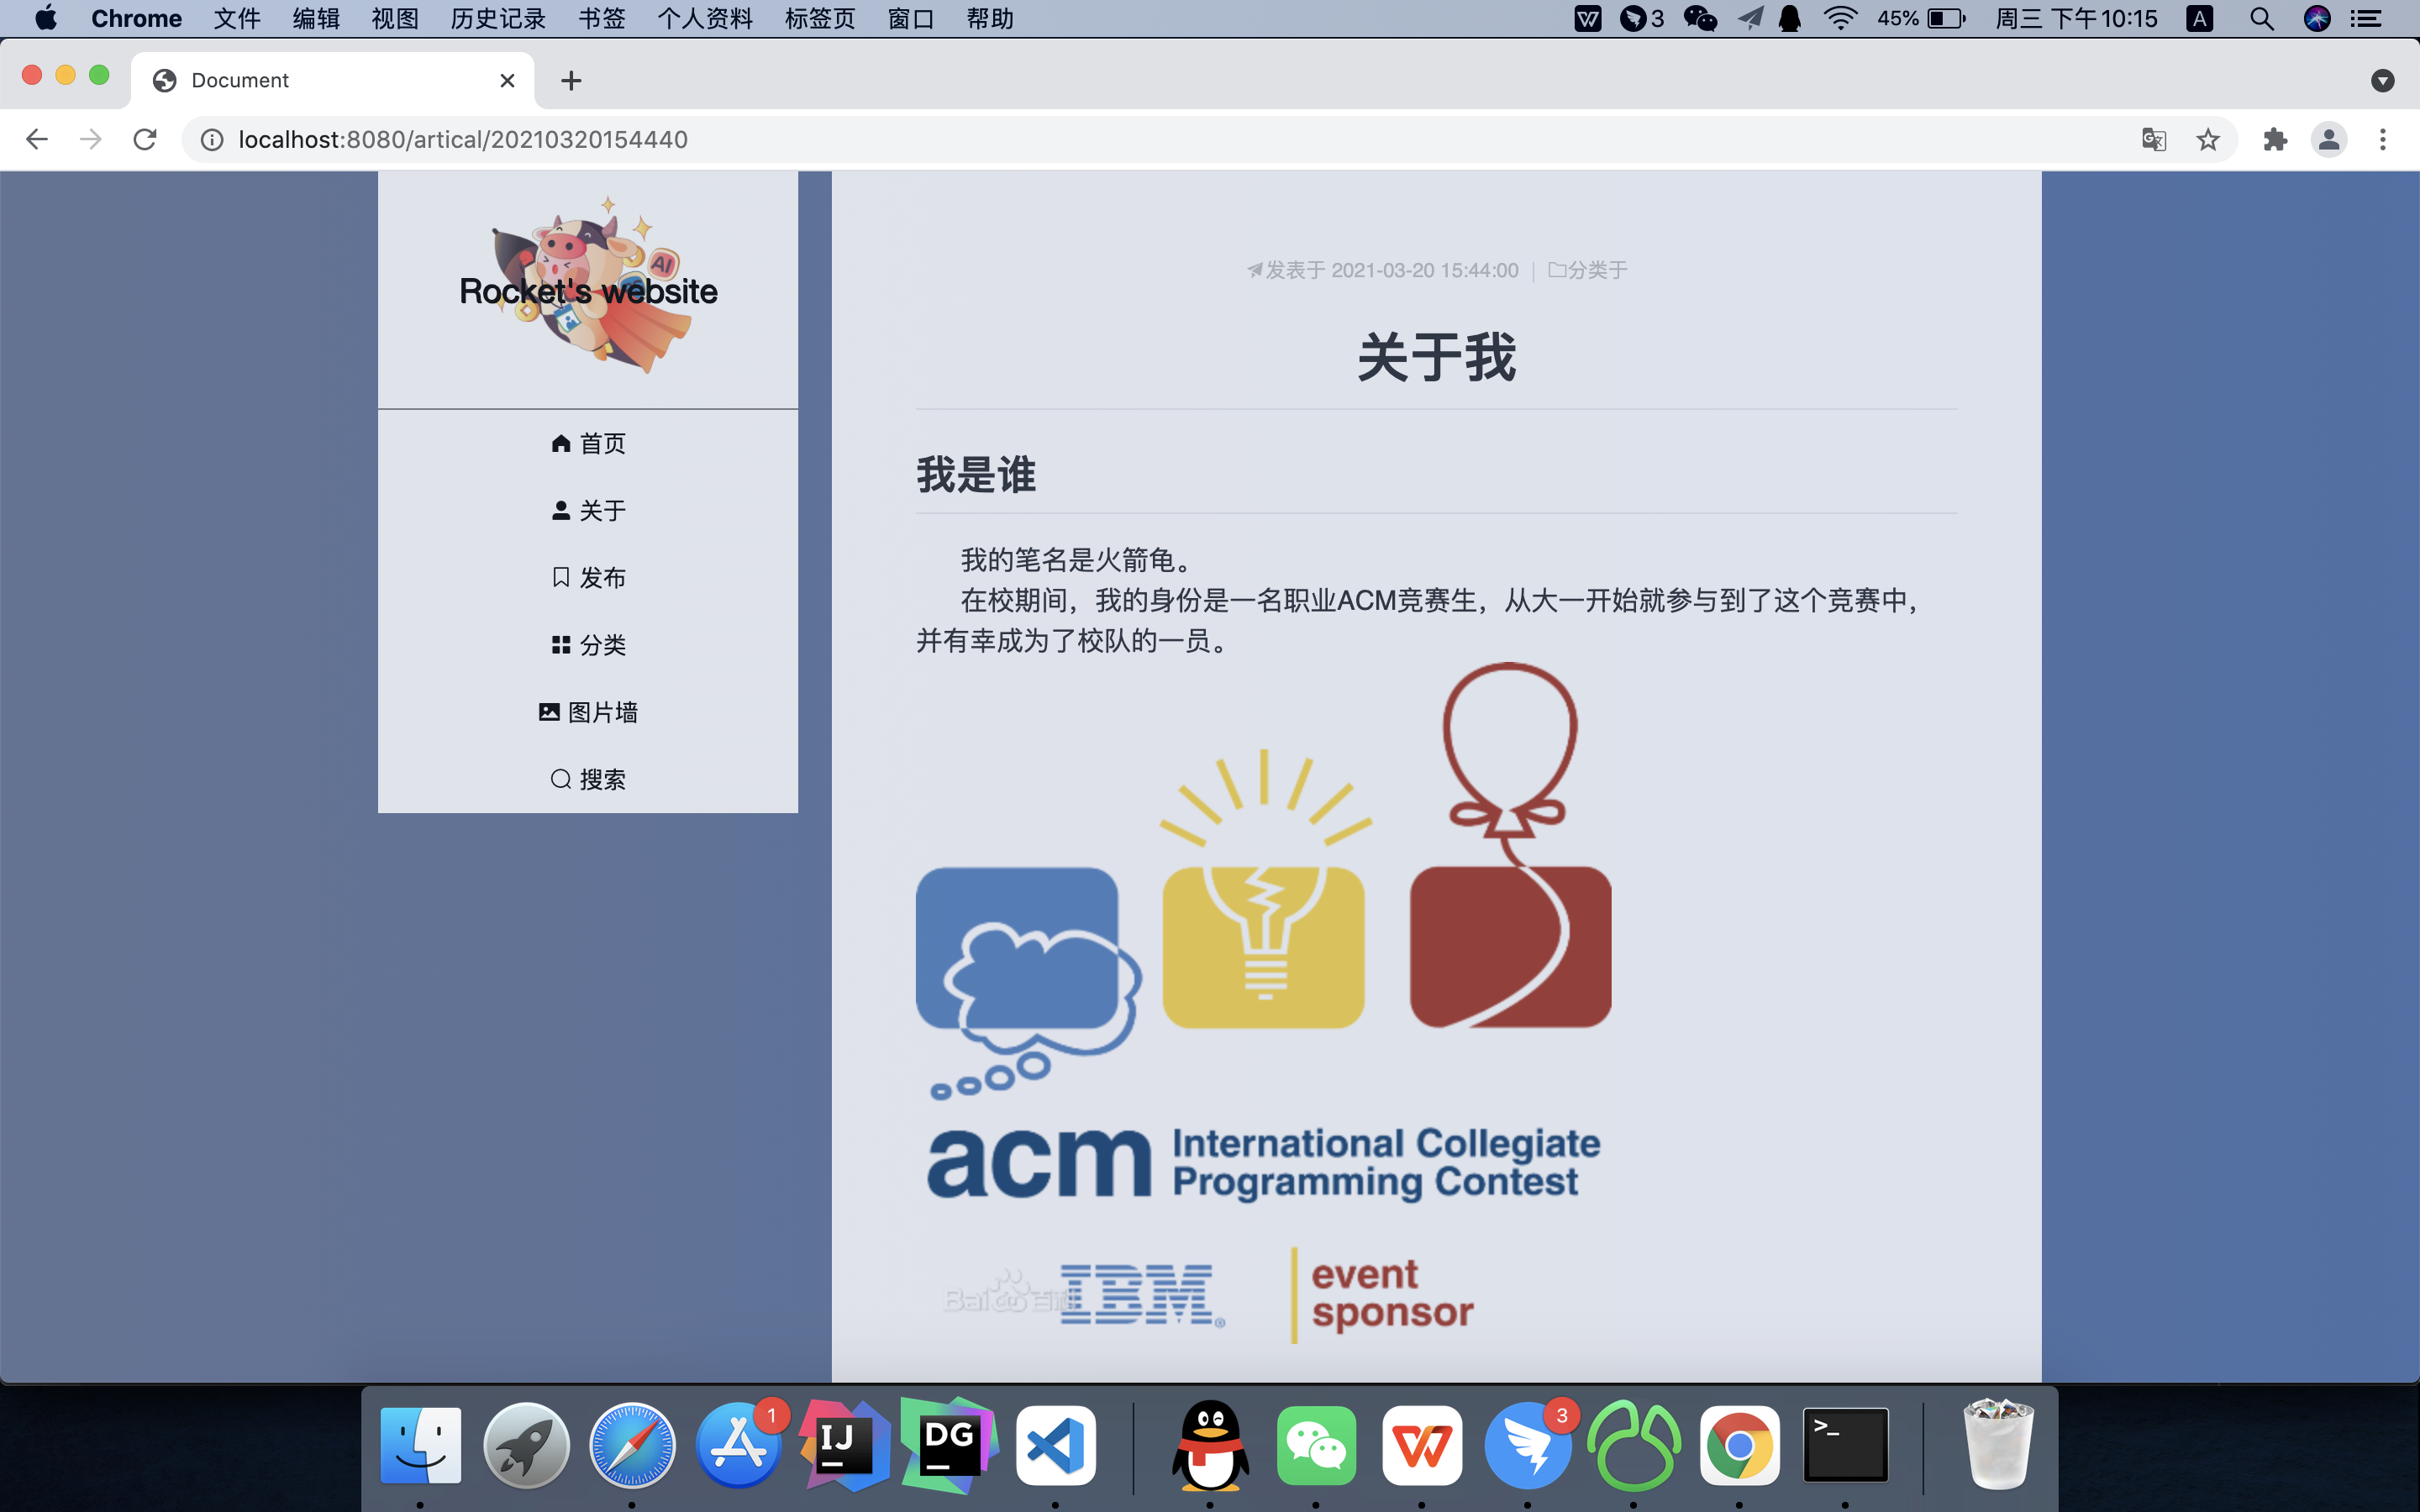 Chrome 文件 编辑 视图 历史记录 书签 个人资料 标签页 窗口 帮助 3 45% 周三 下午10:15 A
Document
localhost:8080/artical/20210320154440
AI
Rocket's website
首页
关于
发布
分类
图片墙
搜索
发表于 2021-03-20 15:44:00 | 分类于
关于我
我是谁
我的笔名是火箭龟。
在校期间，我的身份是一名职业ACM竞赛生，从大一开始就参与到了这个竞赛中，
并有幸成为了校队的一员。
acm International Collegiate
Programming Contest
Bai du 百科 IBM® event
sponsor
1 IJ DG 3 >_